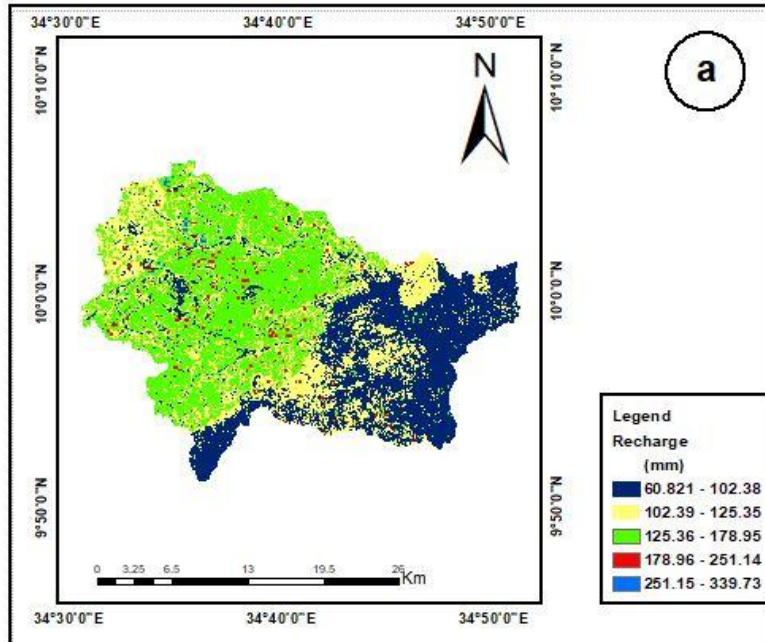 34°30'0"E 34°40'0"E 34°50'0"E
10°10'0"N
10°10'0"N
a
N
10°0'0"N
10°0'0"N
9°50'0"N
9°50'0"N
Legend
Recharge
(mm)
60.821 - 102.38
102.39 - 125.35
125.36 - 178.95
178.96 - 251.14
251.15 - 339.73
0 3.25 6.5 13 19.5 26
Km
34°30'0"E 34°40'0"E 34°50'0"E